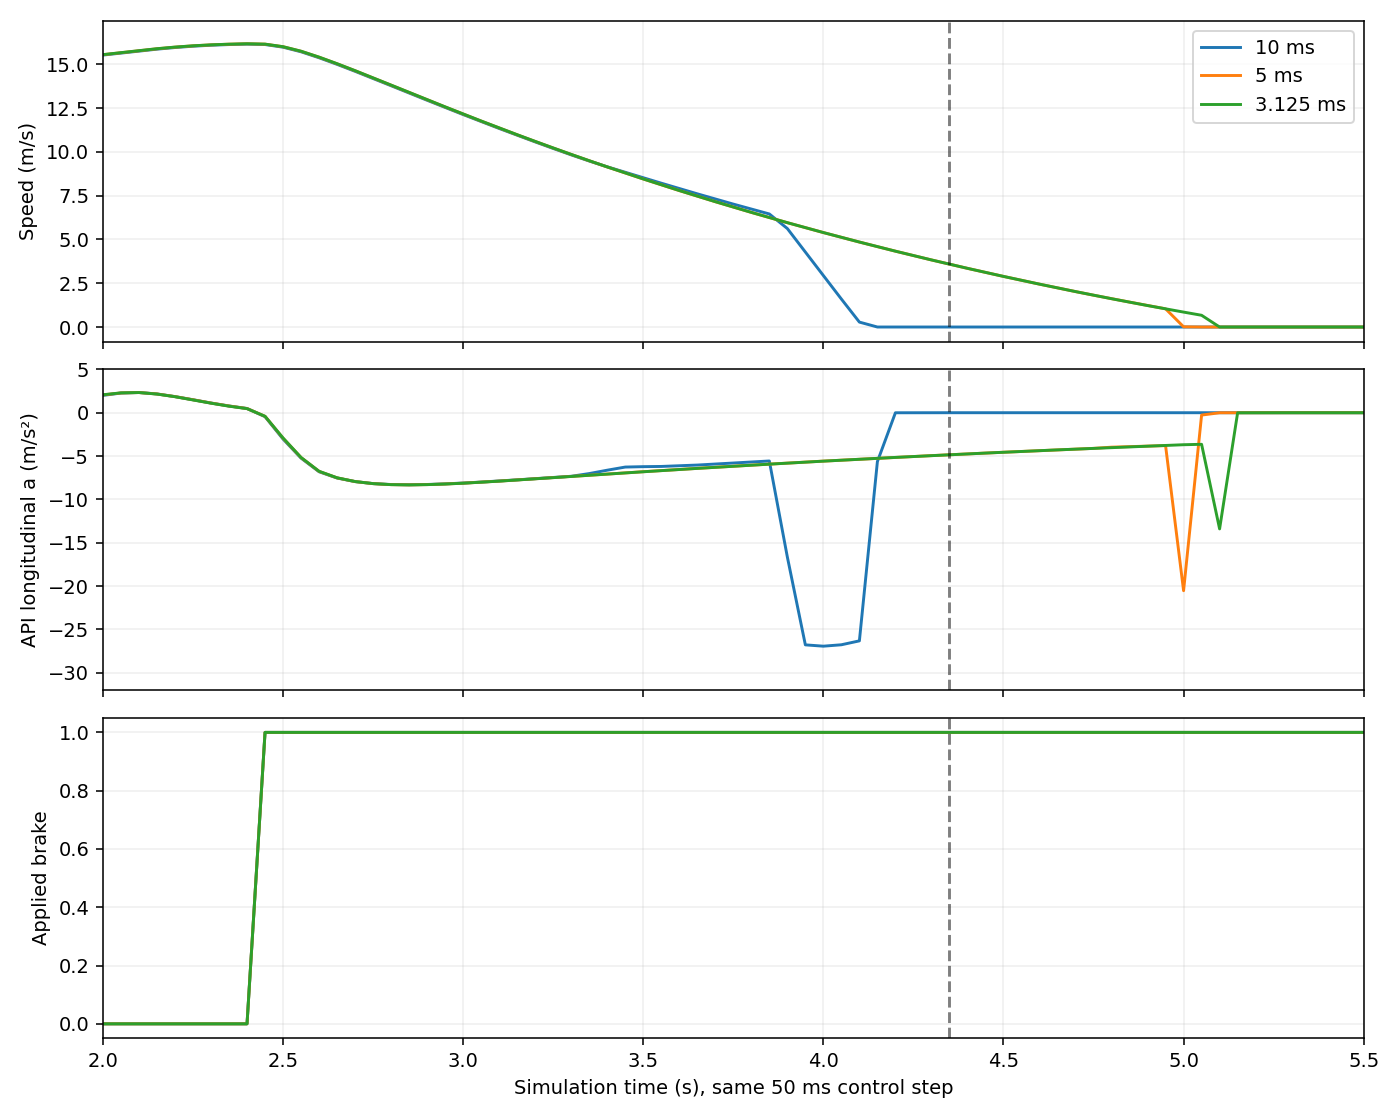 15.0
12.5
10.0
7.5
5.0
2.5
0.0
Speed (m/s)
10 ms
5 ms
3.125 ms
5
0
−5
−10
−15
−20
−25
−30
API longitudinal a (m/s²)
1.0
0.8
0.6
0.4
0.2
0.0
Applied brake
2.0 2.5 3.0 3.5 4.0 4.5 5.0 5.5
Simulation time (s), same 50 ms control step